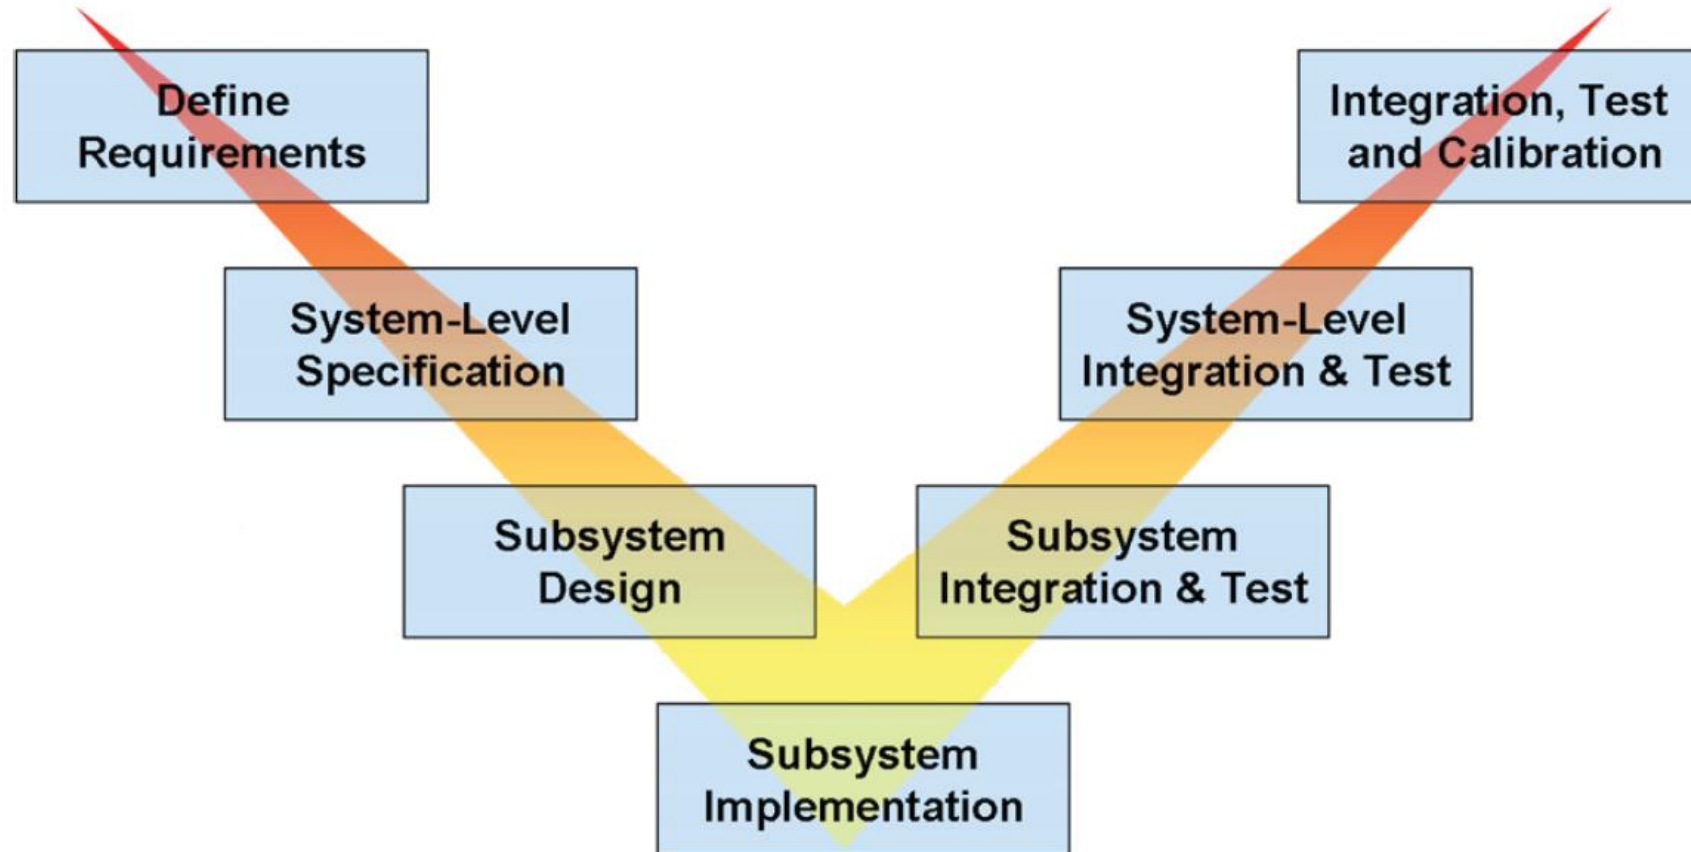 Define
Requirements
Integration, Test
and Calibration
System-Level
Specification
System-Level
Integration & Test
Subsystem
Design
Subsystem
Integration & Test
Subsystem
Implementation